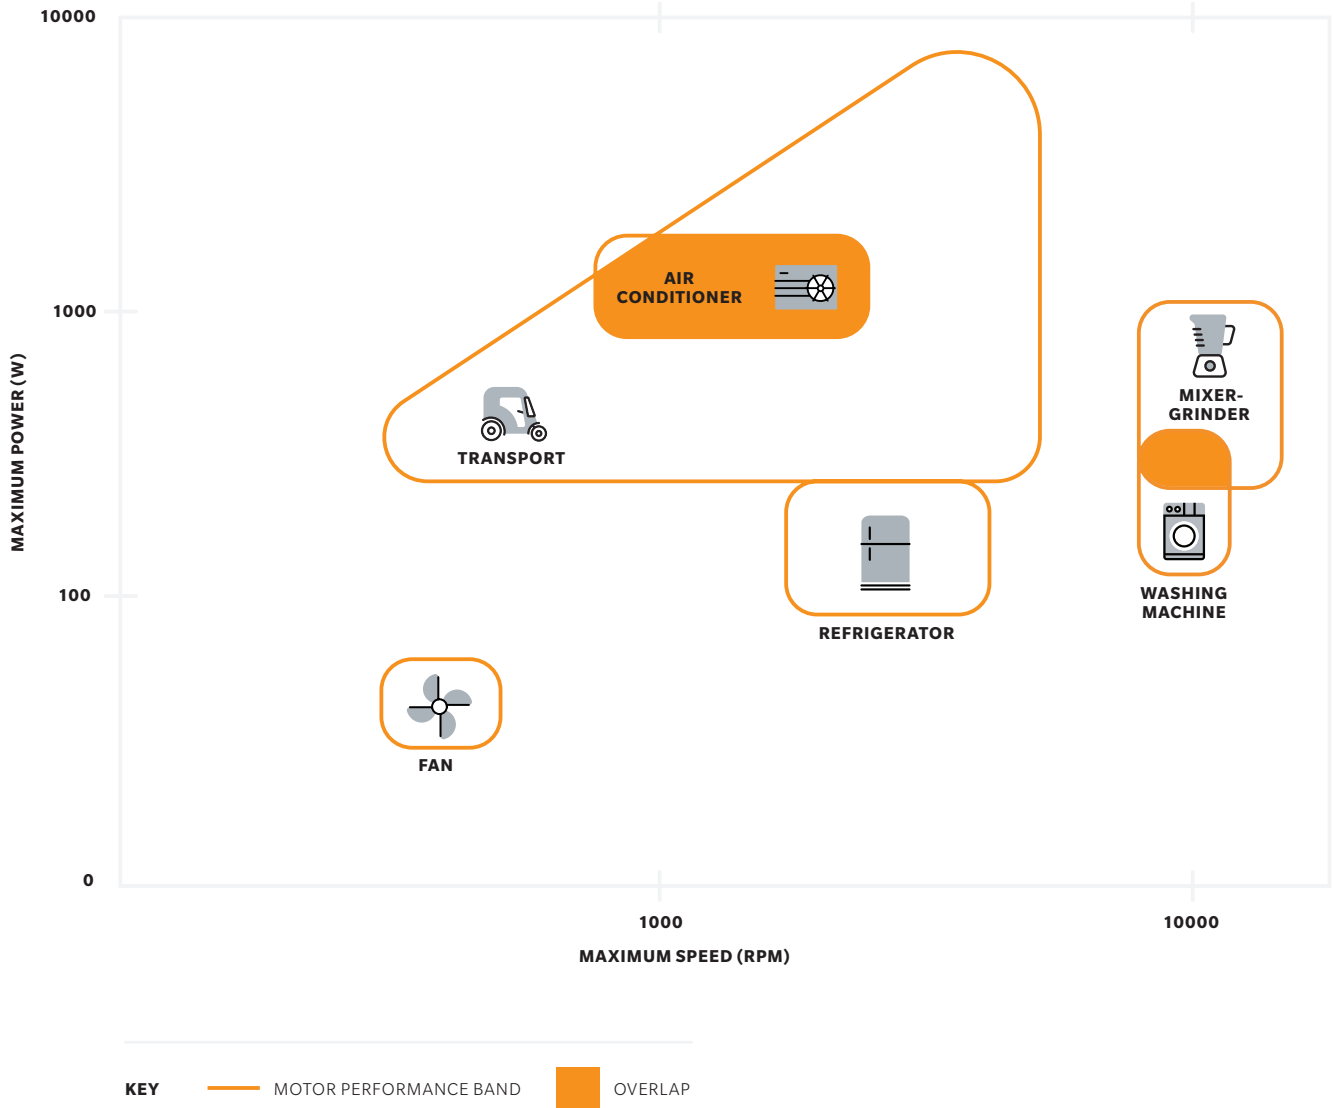 10000
1000
100
0
MAXIMUM POWER (W)
AIR
CONDITIONER
TRANSPORT
MIXER-
GRINDER
WASHING
MACHINE
REFRIGERATOR
FAN
1000
10000
MAXIMUM SPEED (RPM)
KEY
MOTOR PERFORMANCE BAND
OVERLAP